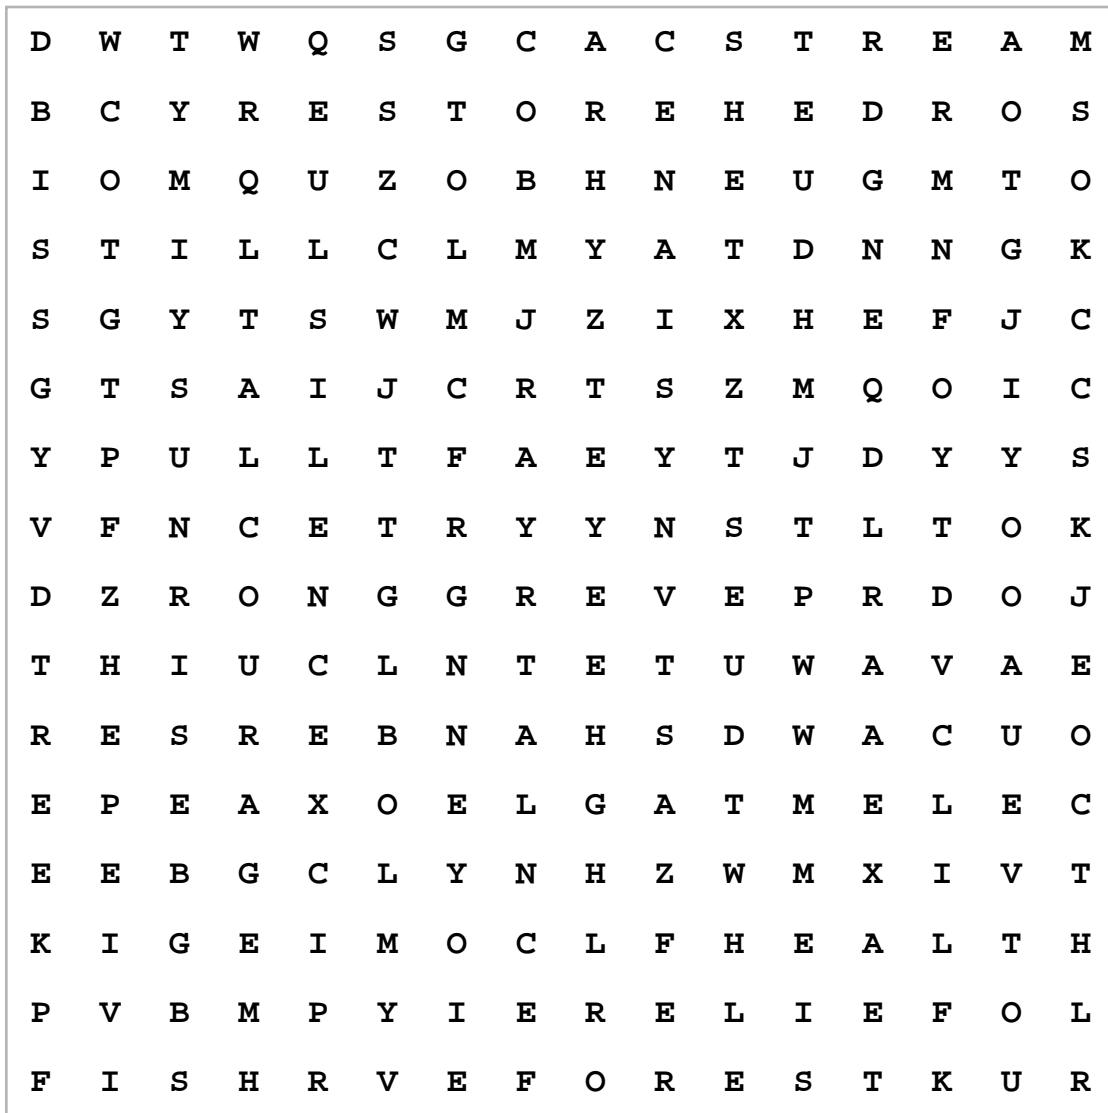 D W T W Q S G C A C S T R E A M
B C Y R E S T O R E H E D R O S
I O M Q U Z O B H N E U G M T O
S T I L L C L M Y A T D N N G K
S G Y T S W M J Z I X H E F J C
G T S A I J C R T S Z M Q O I C
Y P U L L T F A E Y T J D Y Y S
V F N C E T R Y Y N S T L T O K
D Z R O N G G R E V E P R D O J
T H I U C L N T E T U W A V A E
R E S R E B N A H S D W A C U O
E P E A X O E L G A T M E L E C
E E B G C L Y N H Z W M X I V T
K I G E I M O C L F H E A L T H
P V B M P Y I E R E L I E F O L
F I S H R V E F O R E S T K U R